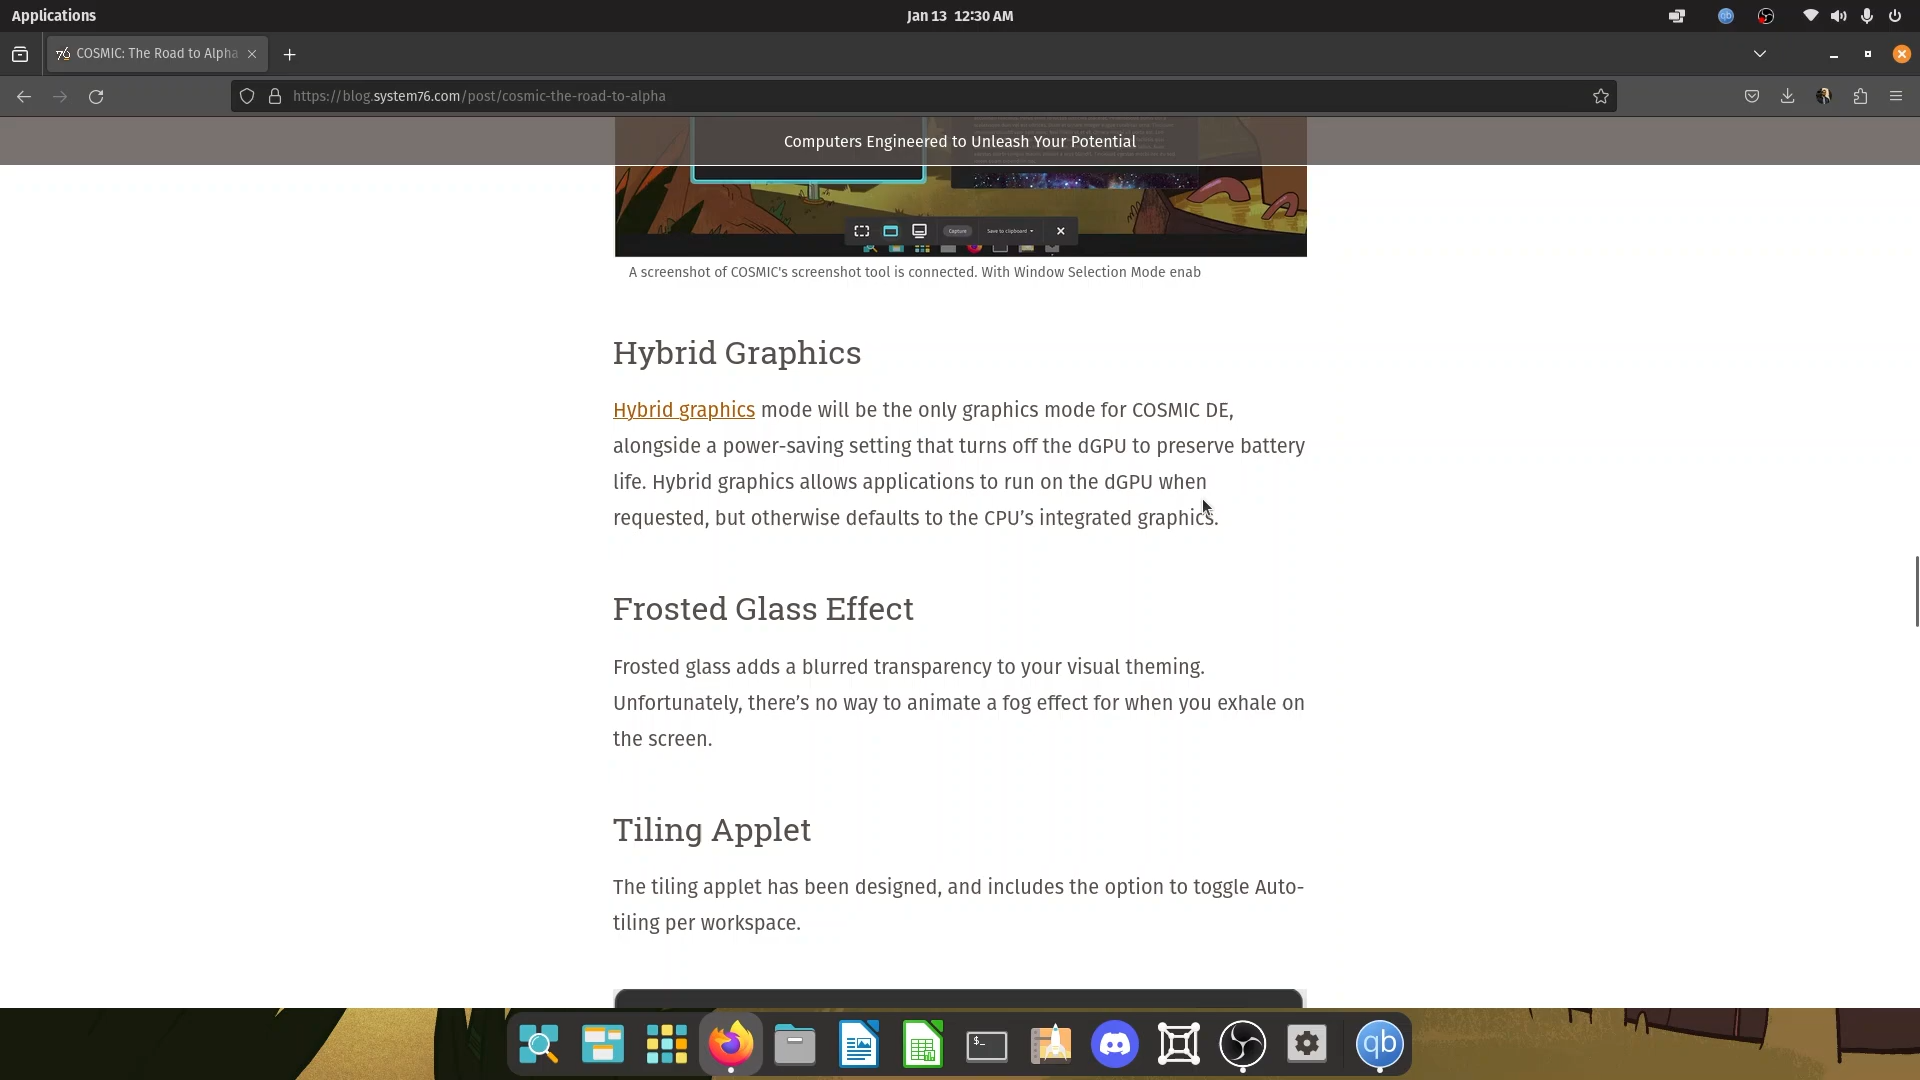 Applications
Jan 13 12:30 AM
COSMIC: The Road to Alpha
https://blog.system76.com/post/cosmic-the-road-to-alpha
Computers Engineered to Unleash Your Potential
Capture
Save to clipboard
A screenshot of COSMIC's screenshot tool is connected. With Window Selection Mode enab
Hybrid Graphics
Hybrid graphics mode will be the only graphics mode for COSMIC DE,
alongside a power-saving setting that turns off the dGPU to preserve battery
life. Hybrid graphics allows applications to run on the dGPU when
requested, but otherwise defaults to the CPU’s integrated graphics.
Frosted Glass Effect
Frosted glass adds a blurred transparency to your visual theming.
Unfortunately, there’s no way to animate a fog effect for when you exhale on
the screen.
Tiling Applet
The tiling applet has been designed, and includes the option to toggle Auto-
tiling per workspace.
$_
qb